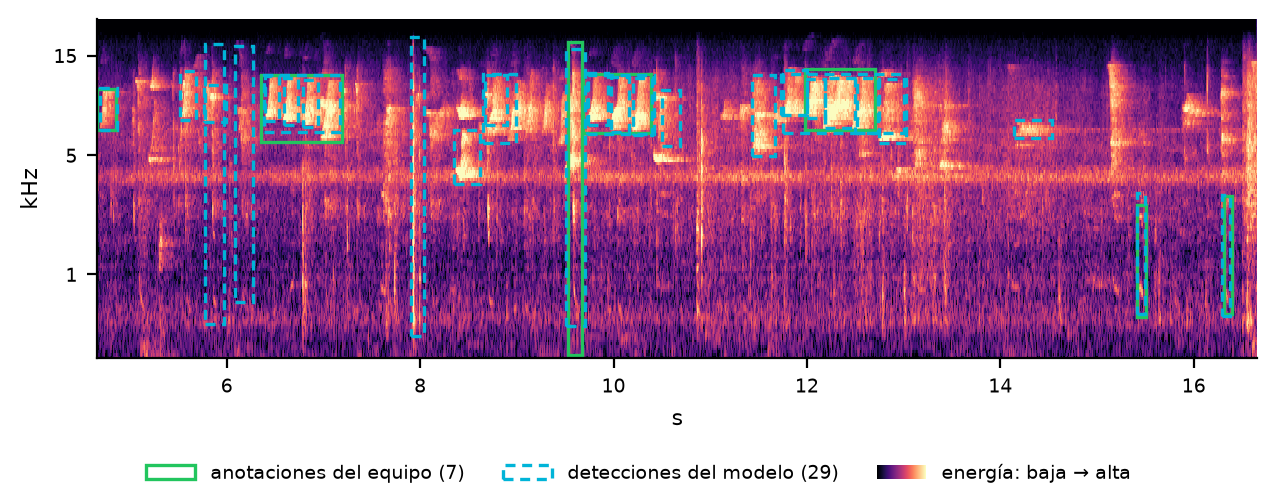 15
5
1
kHz
6 8 10 12 14 16
s
anotaciones del equipo (7) detecciones del modelo (29) energía: baja → alta